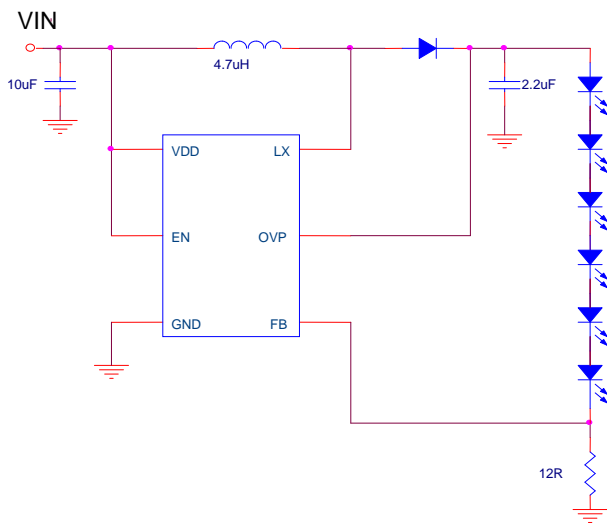 VIN
4.7uH
10uF
2.2uF
VDD
LX
EN
OVP
GND
FB
12R